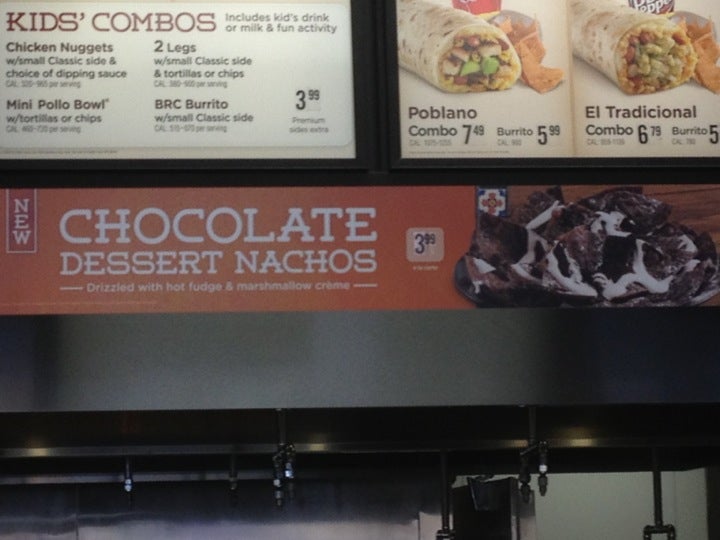 KIDS' COMBOS Includes kid's drink
or milk & fun activity
Chicken Nuggets
w/small Classic side &
choice of dipping sauce
2 Legs
w/small Classic side
& tortillas or chips
Mini Pollo Bowl®
w/tortillas or chips
BRC Burrito
w/small Classic side
3.99
Premium
sides extra
Poblano
Combo 7.49 Burrito 5.99
El Tradicional
Combo 6.79 Burrito 5
NEW
CHOCOLATE
DESSERT NACHOS
Drizzled with hot fudge & marshmallow crème
3.99
a la carte